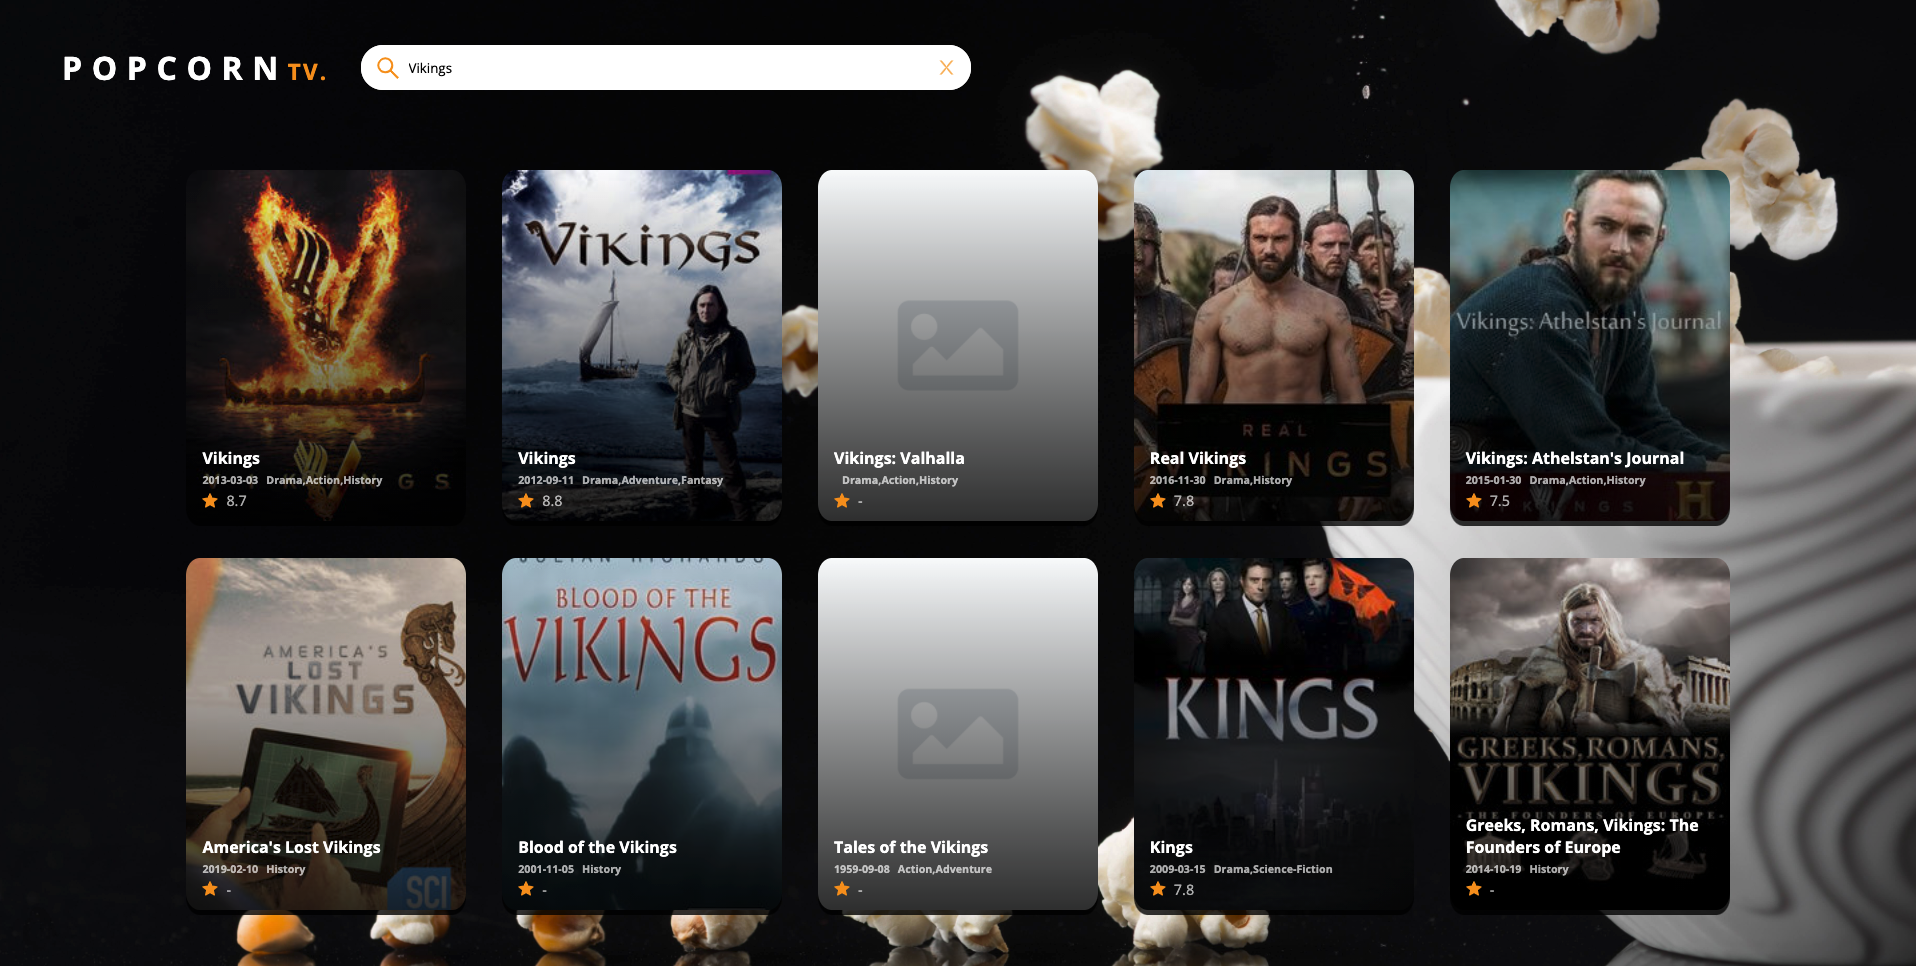 POPCORN TV.
Vikings
Vikings
2013-03-03 Drama,Action,History
8.7
VIKINGS
Vikings
2012-09-11 Drama,Adventure,Fantasy
8.8
Vikings: Valhalla
Drama,Action,History
-
REAL
VIKINGS
Real Vikings
2016-11-30 Drama,History
7.8
Vikings: Athelstan's Journal
Vikings: Athelstan's Journal
2015-01-30 Drama,Action,History
7.5
H
AMERICA'S
LOST
VIKINGS
America's Lost Vikings
2019-02-10 History
-
SCI
BLOOD OF THE
VIKINGS
Blood of the Vikings
2001-11-05 History
-
Tales of the Vikings
1959-09-08 Action,Adventure
-
KINGS
Kings
2009-03-15 Drama,Science-Fiction
7.8
GREEKS, ROMANS,
VIKINGS
-THE FOUNDERS OF EUROPE-
Greeks, Romans, Vikings: The
Founders of Europe
2014-10-19 History
-